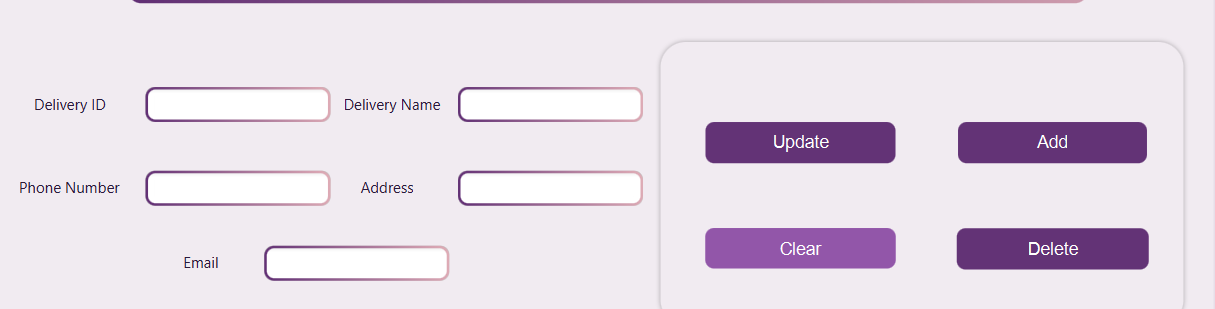 Delivery ID
Delivery Name
Phone Number
Address
Email
Update
Add
Clear
Delete